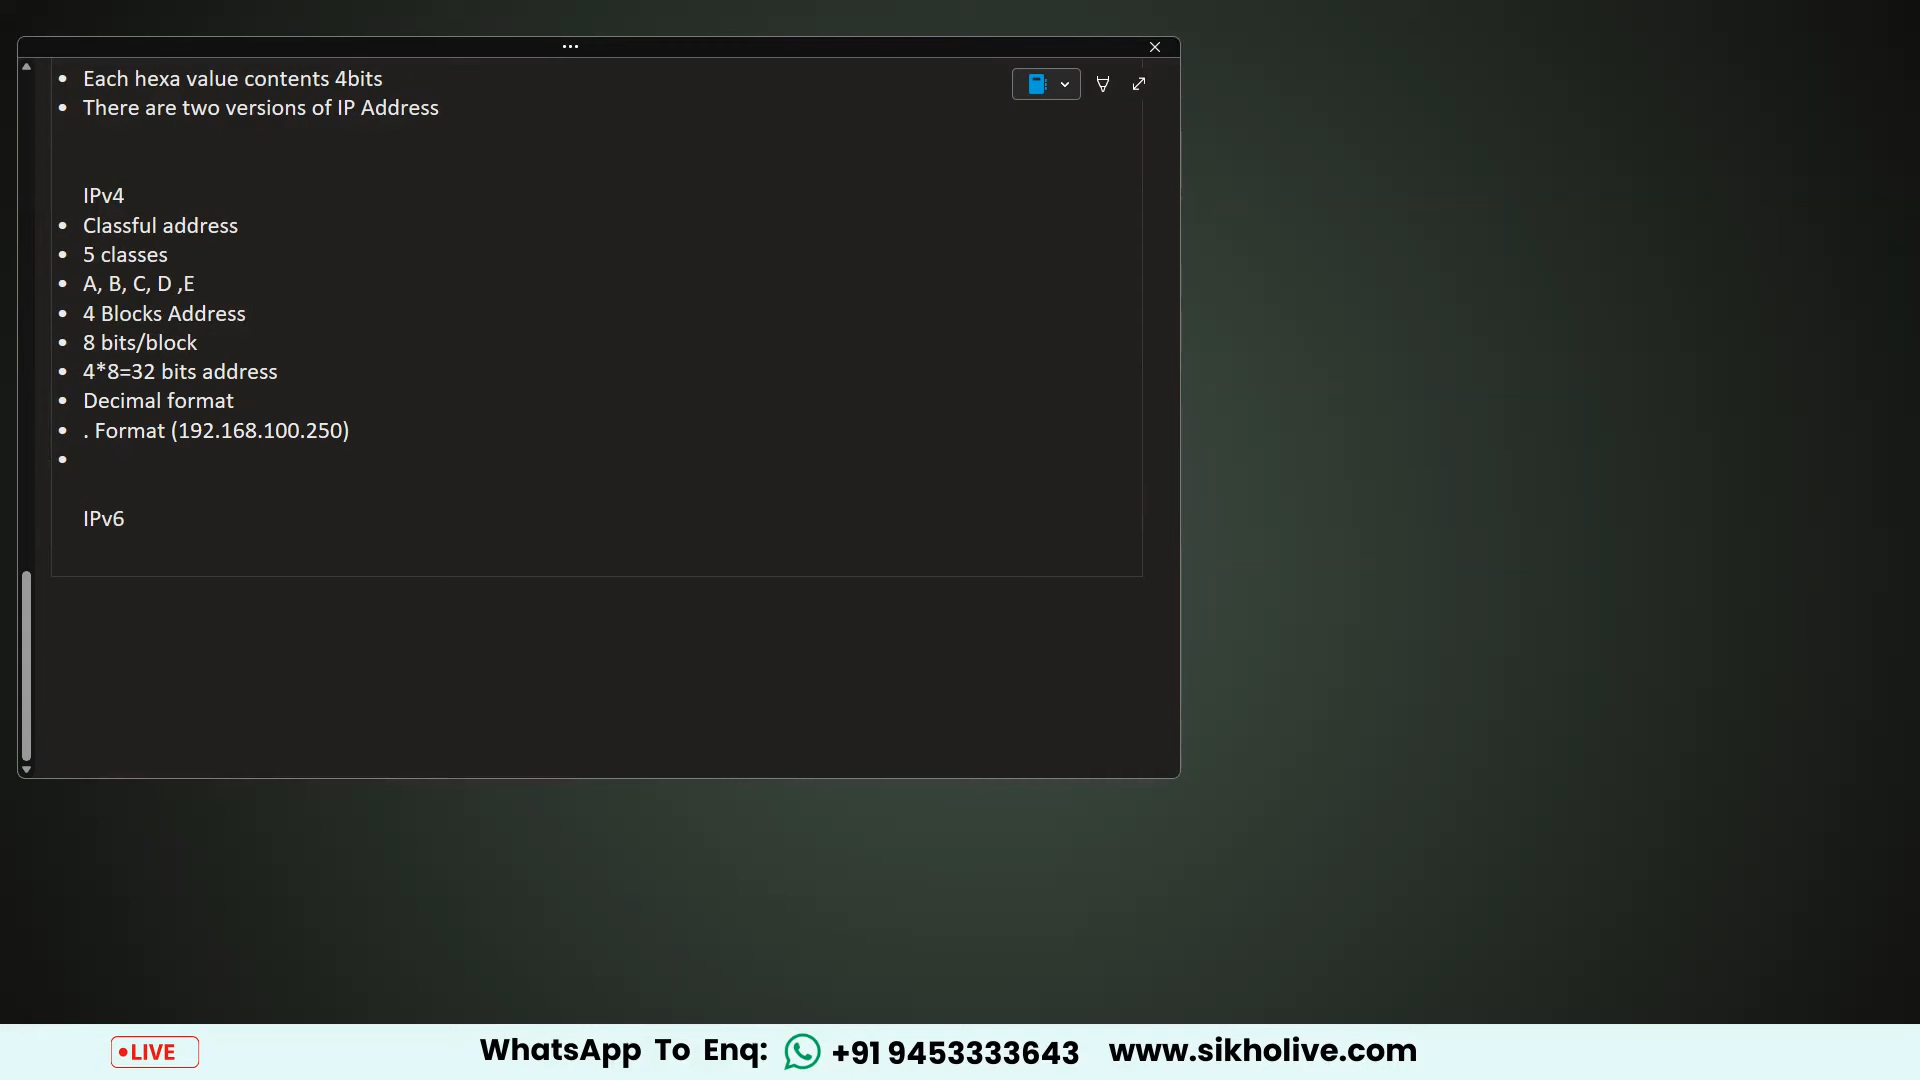 • Each hexa value contents 4bits
• There are two versions of IP Address
IPv4
• Classful address
• 5 classes
• A, B, C, D ,E
• 4 Blocks Address
• 8 bits/block
• 4*8=32 bits address
• Decimal format
• . Format (192.168.100.250)
•
IPv6
LIVE WhatsApp To Enq: +91 9453333643 www.sikholive.com